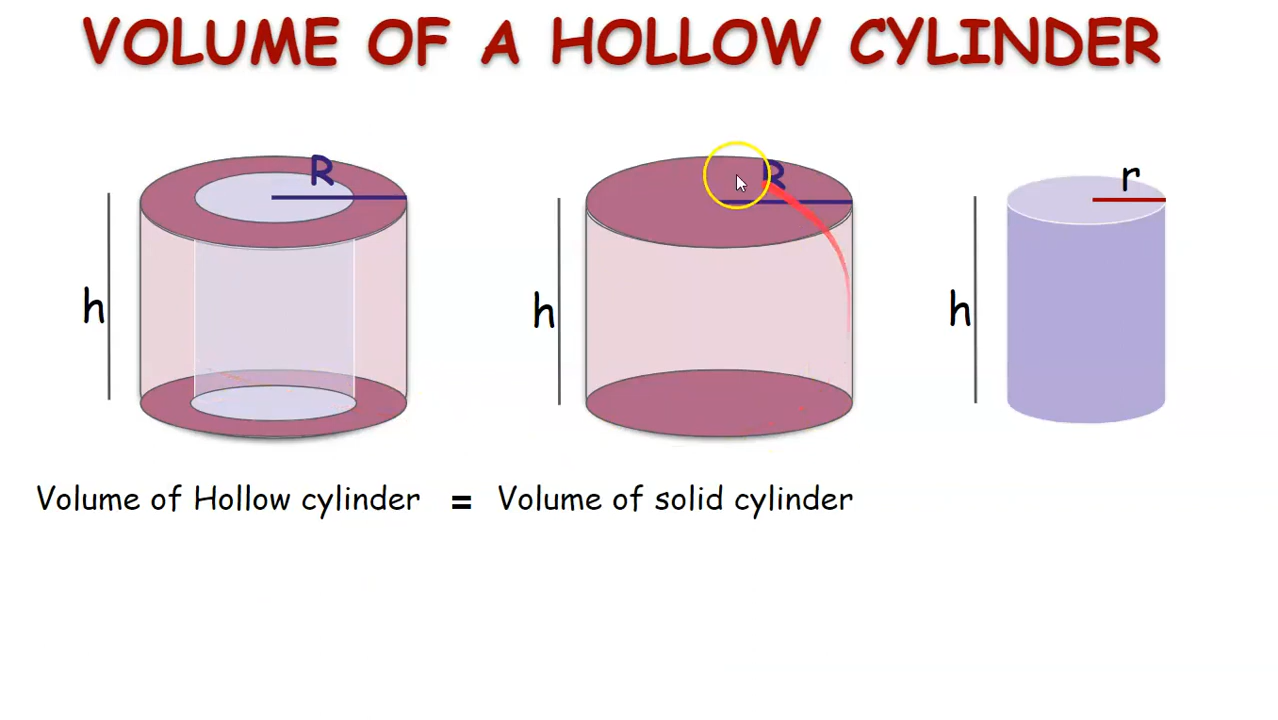 VOLUME OF A HOLLOW CYLINDER
R
h
R
h
r
h
Volume of Hollow cylinder = Volume of solid cylinder